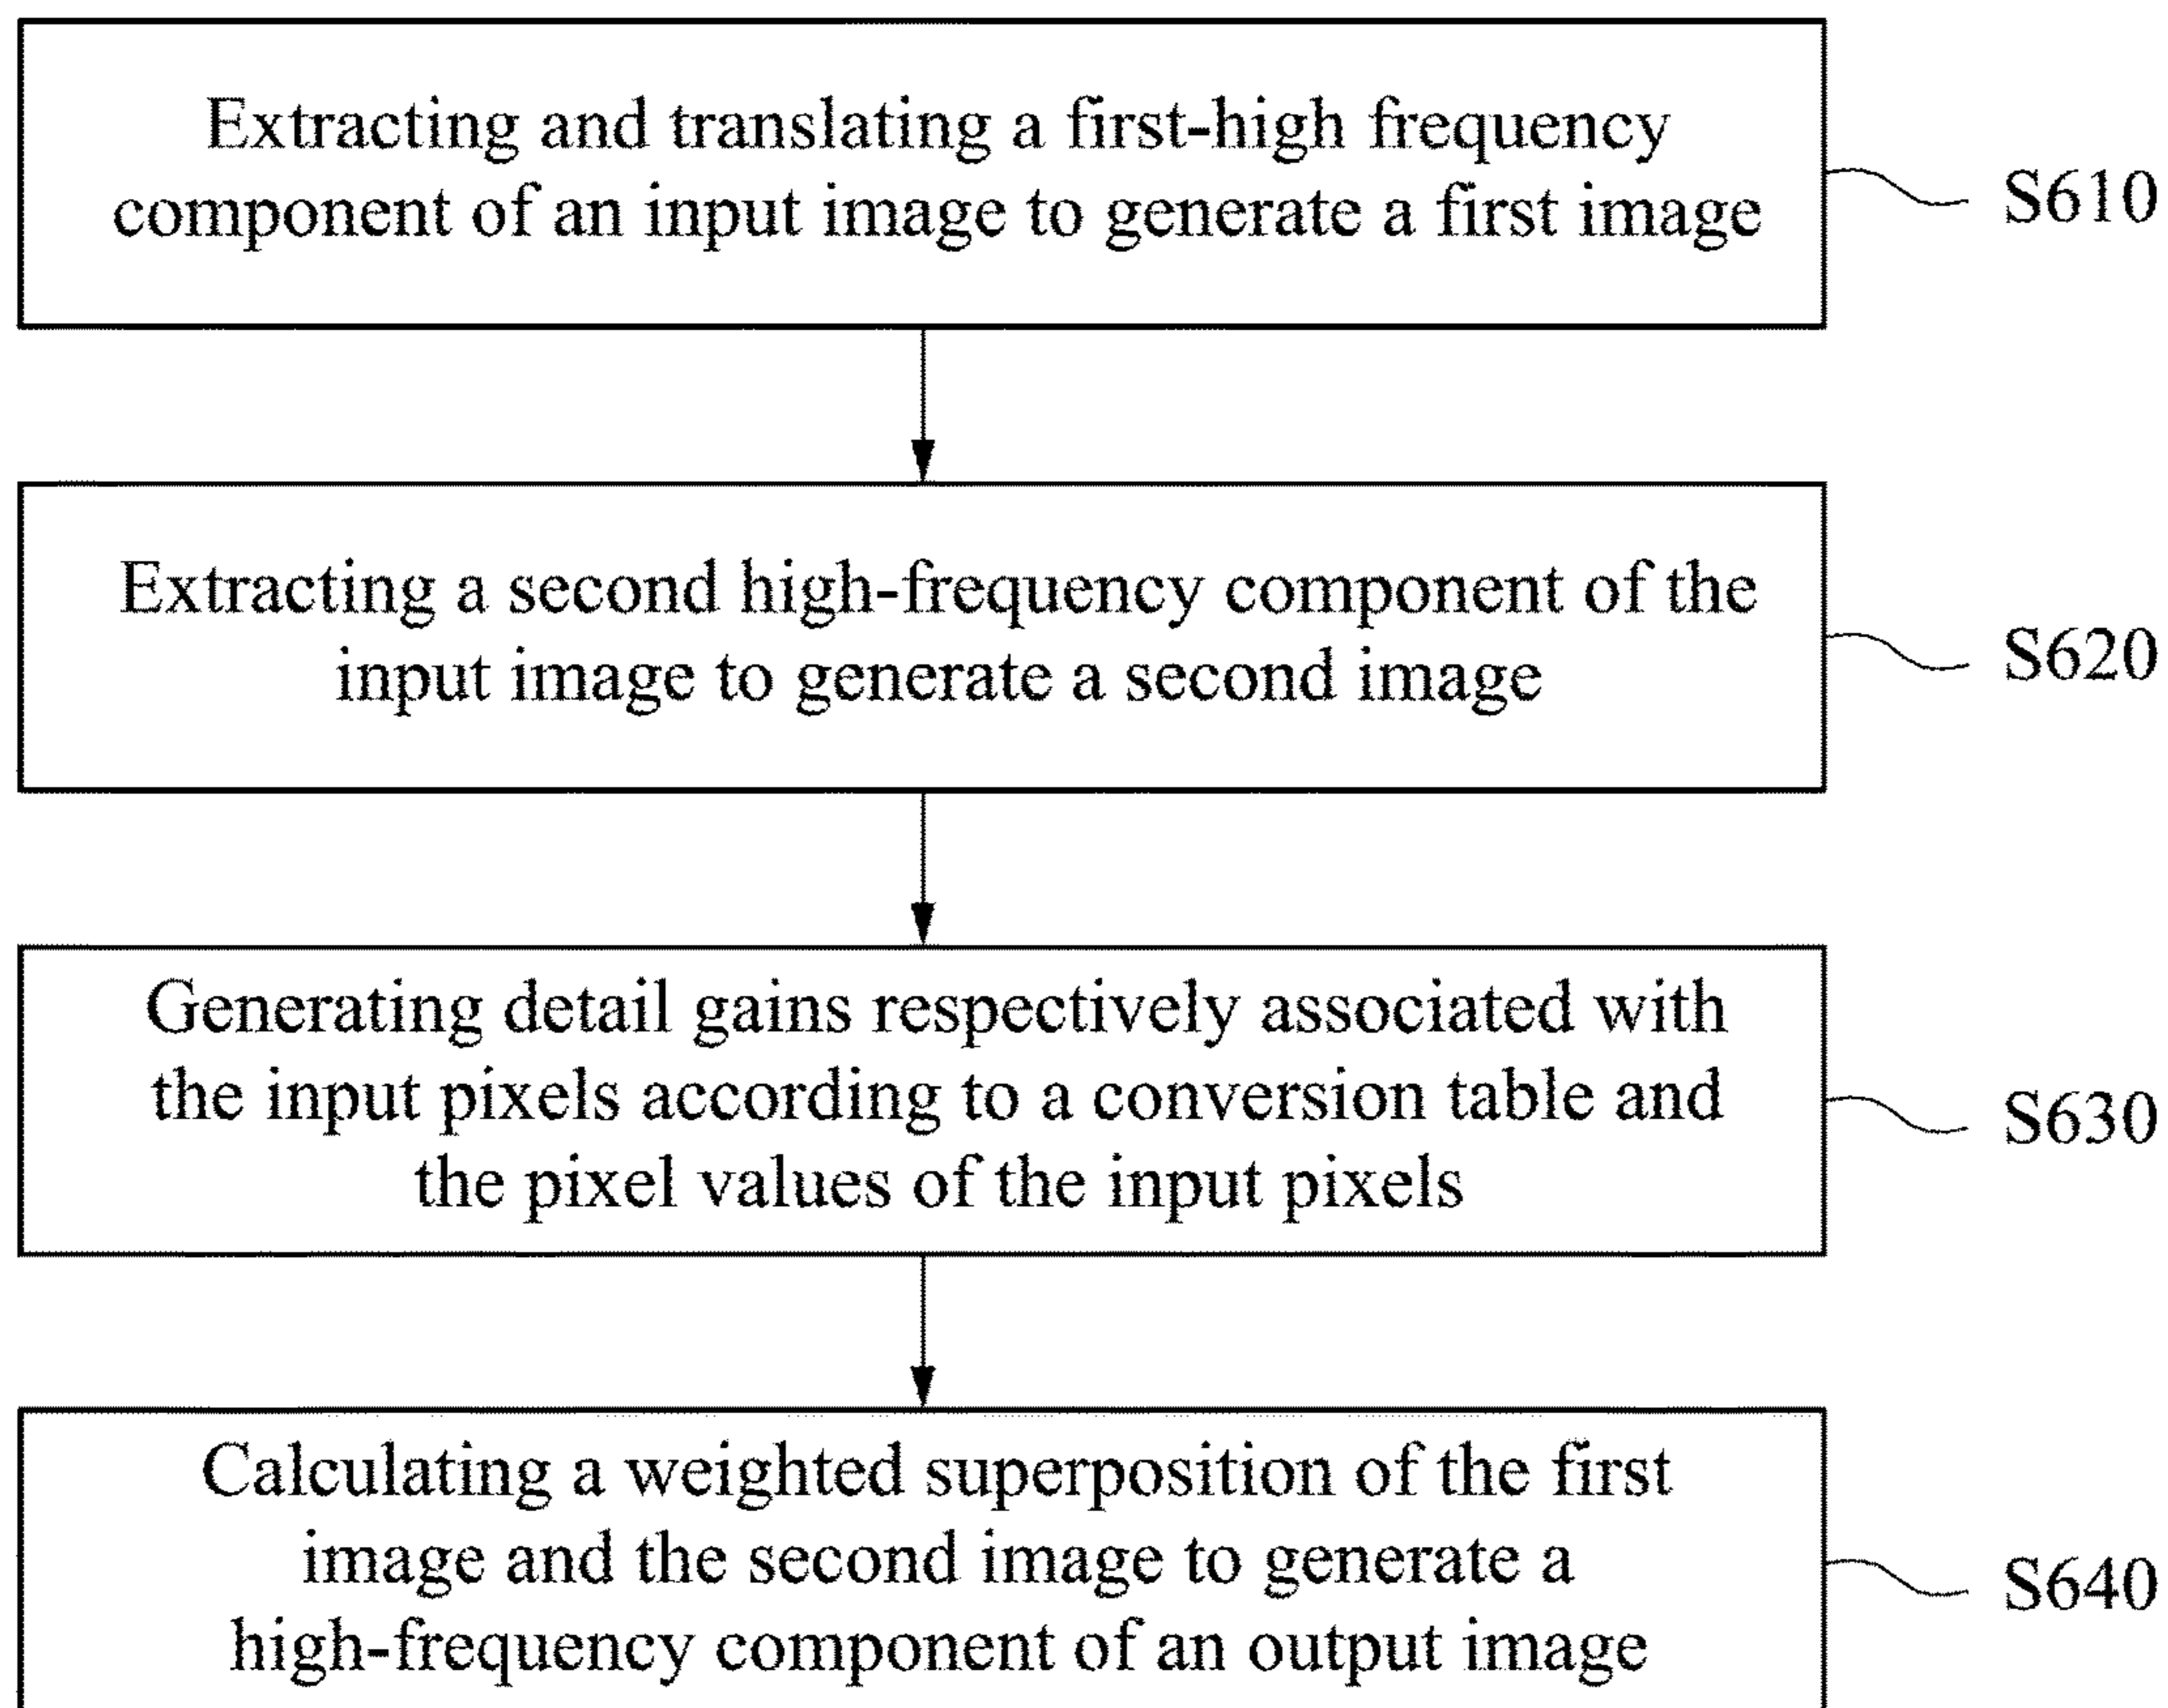 Extracting and translating a first-high frequency
component of an input image to generate a first image
S610
Extracting a second high-frequency component of the
input image to generate a second image
S620
Generating detail gains respectively associated with
the input pixels according to a conversion table and
the pixel values of the input pixels
S630
Calculating a weighted superposition of the first
image and the second image to generate a
high-frequency component of an output image
S640